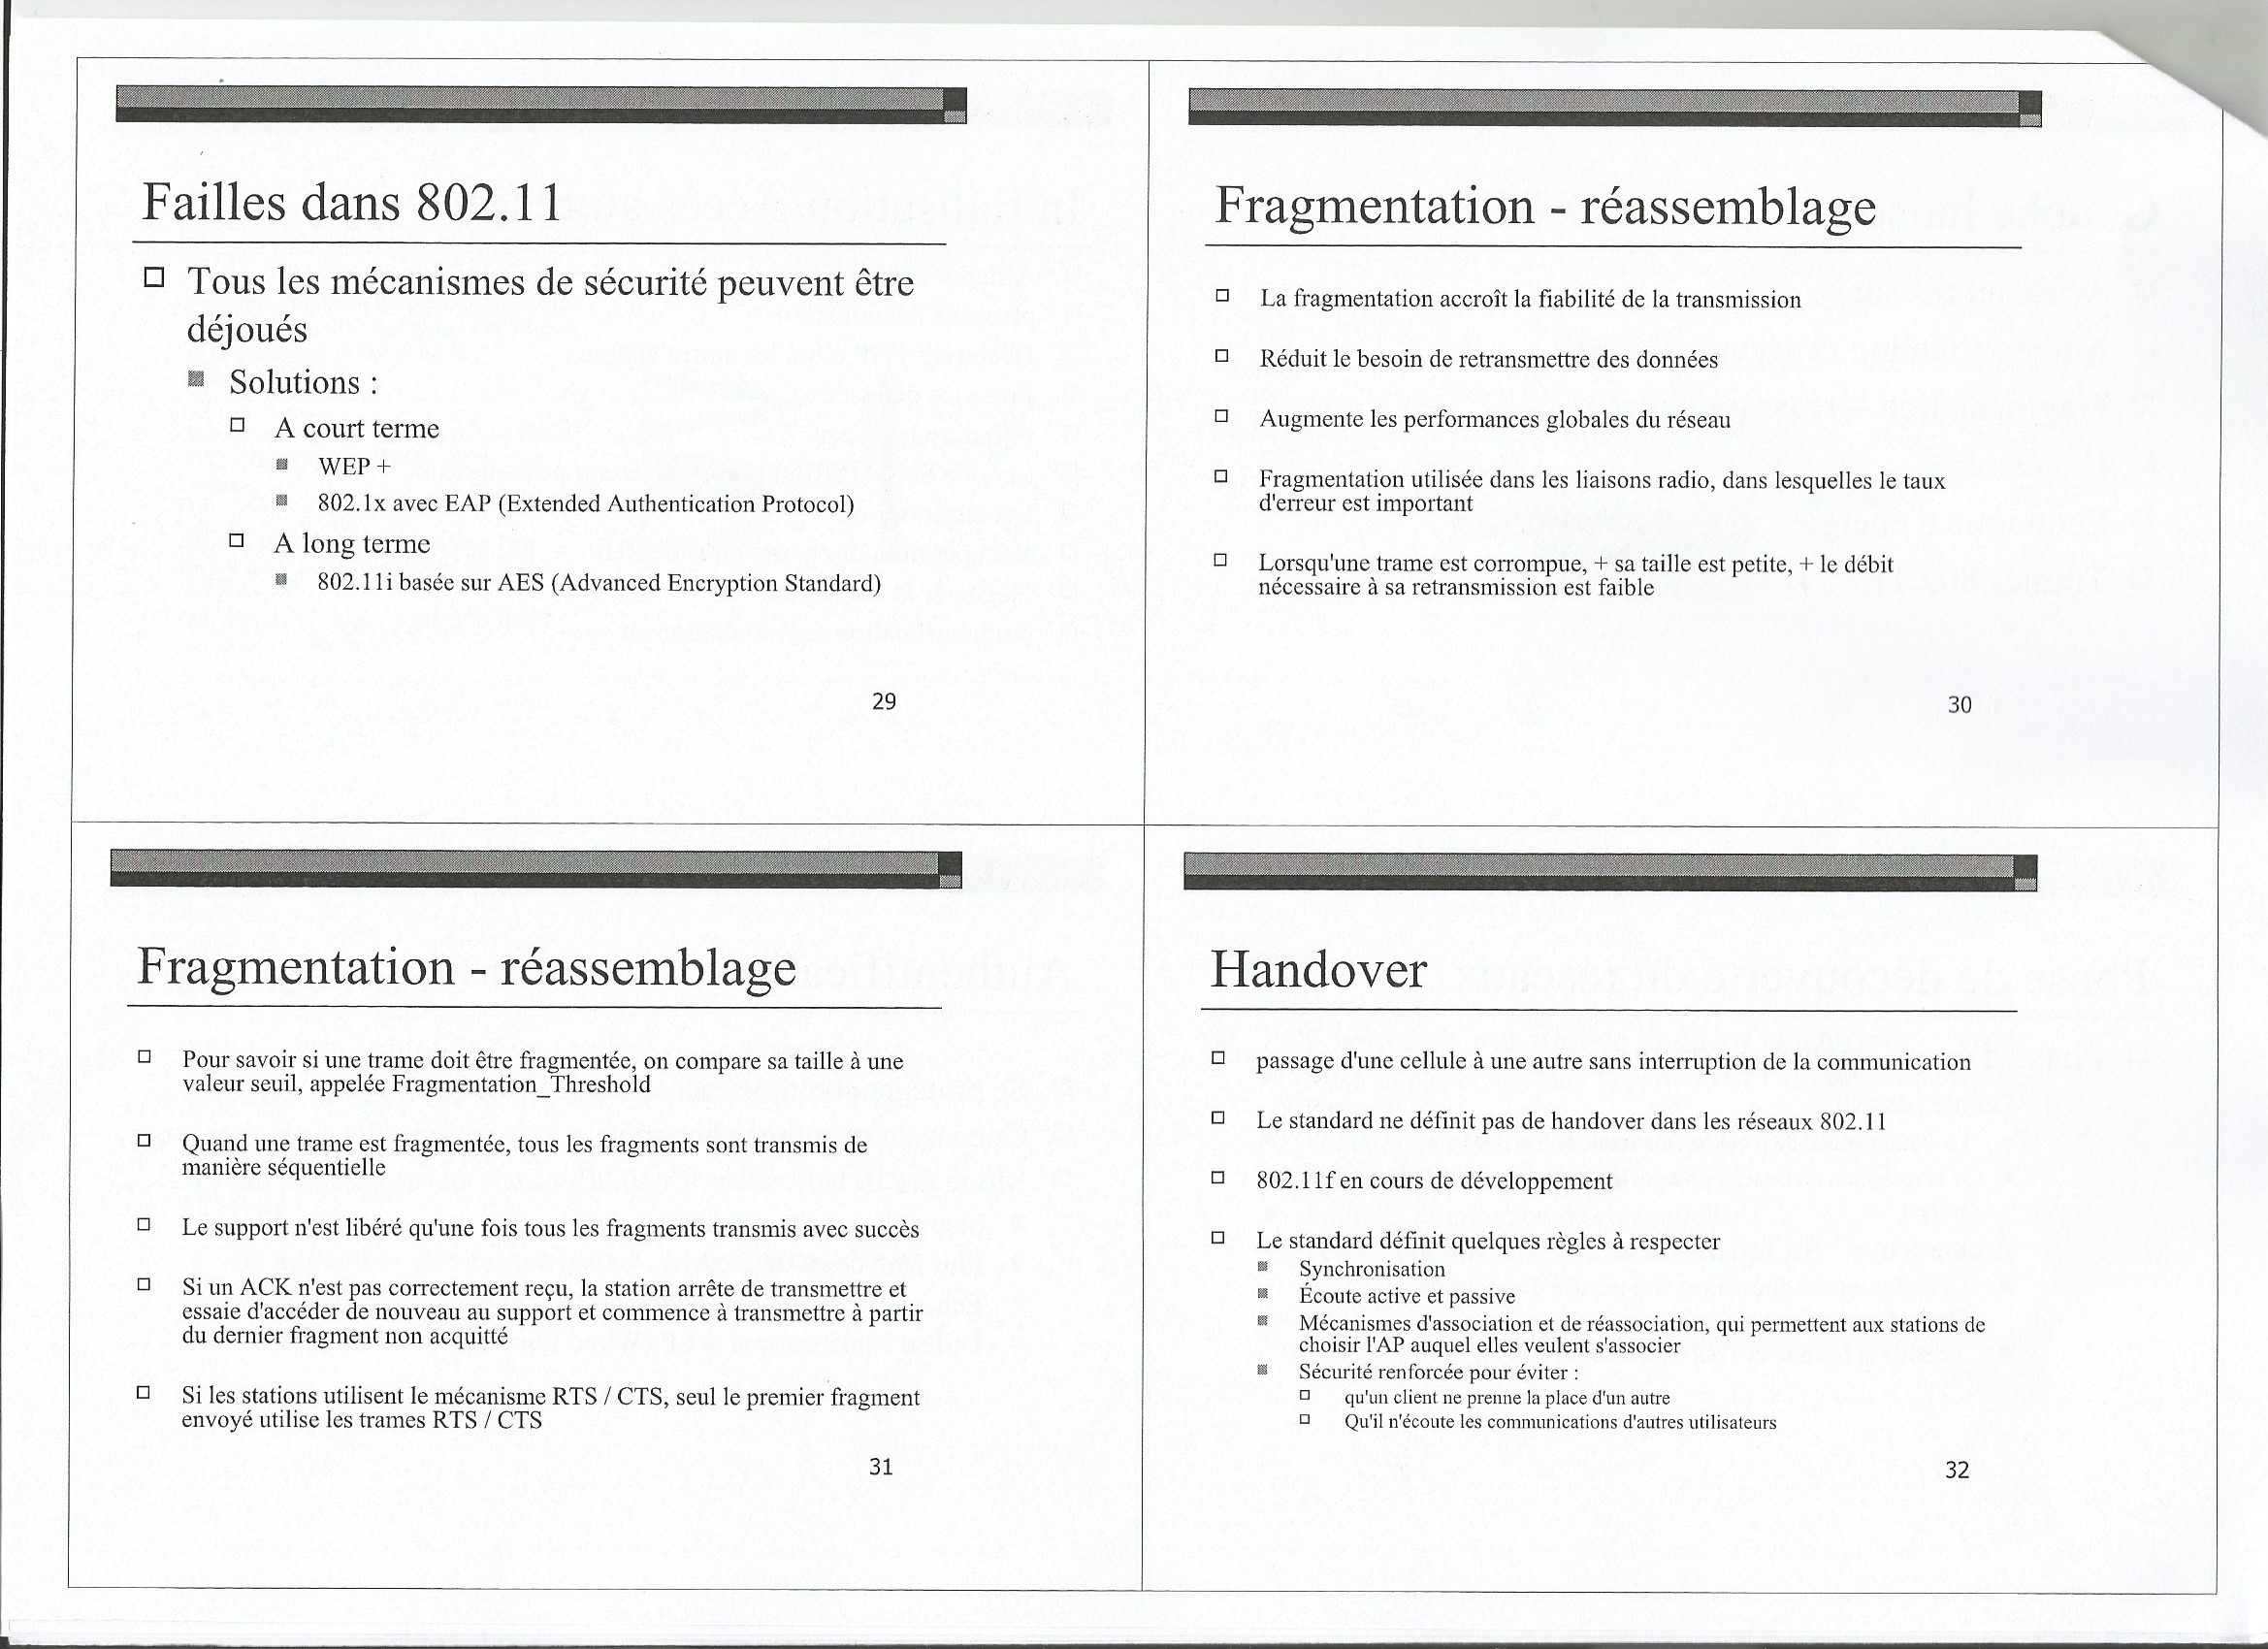 Failles dans 802.11
Tous les mécanismes de sécurité peuvent être
déjoués
Solutions :
A court terme
WEP +
802.1x avec EAP (Extended Authentication Protocol)
A long terme
802.11i basée sur AES (Advanced Encryption Standard)
29
Fragmentation - réassemblage
La fragmentation accroît la fiabilité de la transmission
Réduit le besoin de retransmettre des données
Augmente les performances globales du réseau
Fragmentation utilisée dans les liaisons radio, dans lesquelles le taux
d'erreur est important
Lorsqu'une trame est corrompue, + sa taille est petite, + le débit
nécessaire à sa retransmission est faible
30
Fragmentation - réassemblage
Pour savoir si une trame doit être fragmentée, on compare sa taille à une
valeur seuil, appelée Fragmentation_Threshold
Quand une trame est fragmentée, tous les fragments sont transmis de
manière séquentielle
Le support n'est libéré qu'une fois tous les fragments transmis avec succès
Si un ACK n'est pas correctement reçu, la station arrête de transmettre et
essaie d'accéder de nouveau au support et commence à transmettre à partir
du dernier fragment non acquitté
Si les stations utilisent le mécanisme RTS / CTS, seul le premier fragment
envoyé utilise les trames RTS / CTS
31
Handover
passage d'une cellule à une autre sans interruption de la communication
Le standard ne définit pas de handover dans les réseaux 802.11
802.11f en cours de développement
Le standard définit quelques règles à respecter
Synchronisation
Écoute active et passive
Mécanismes d'association et de réassociation, qui permettent aux stations de
choisir l'AP auquel elles veulent s'associer
Sécurité renforcée pour éviter :
qu'un client ne prenne la place d'un autre
Qu'il n'écoute les communications d'autres utilisateurs
32